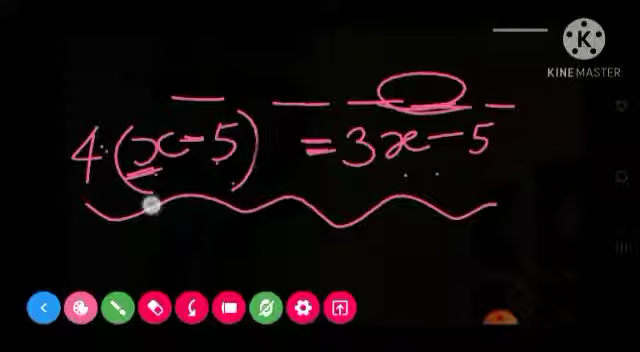 K
KINEMASTER
4(x-5) = 3x-5